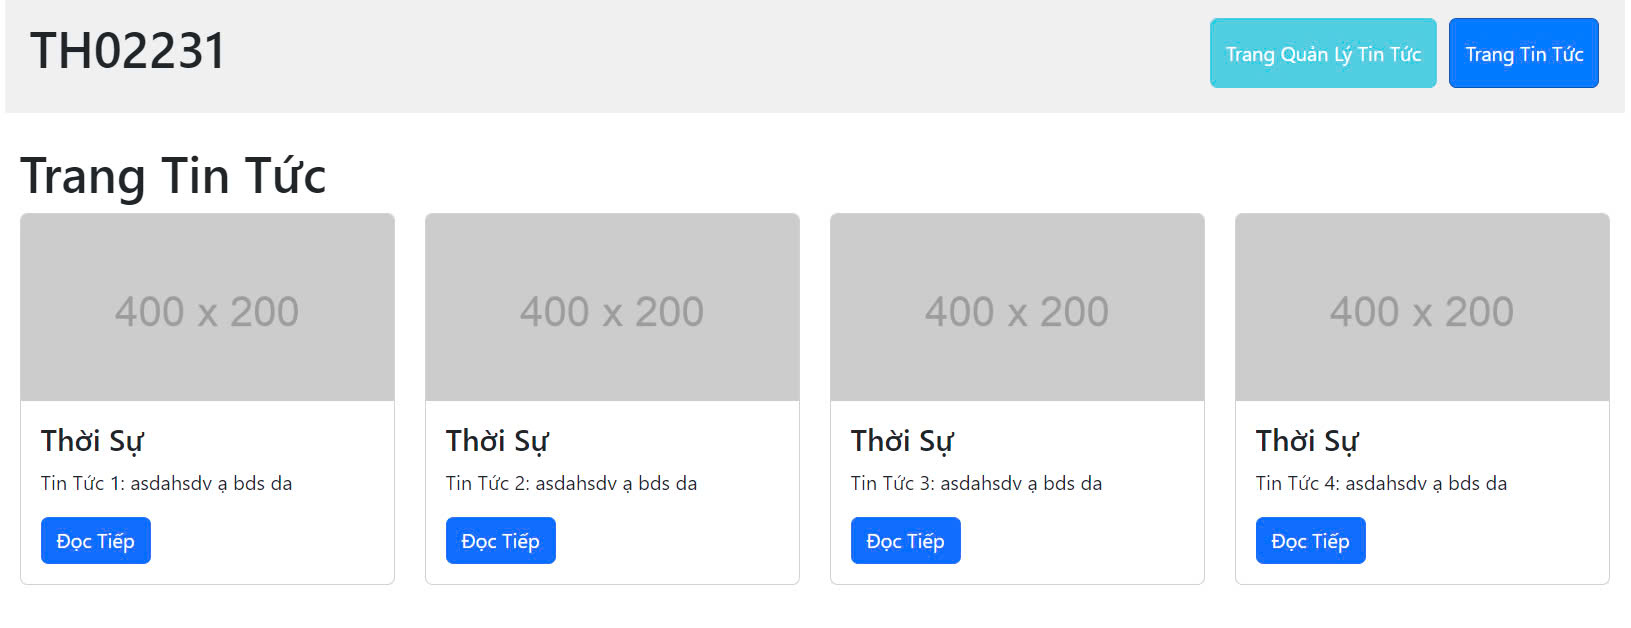 TH02231
Trang Quản Lý Tin Tức
Trang Tin Tức
Trang Tin Tức
400 x 200
400 x 200
400 x 200
400 x 200
Thời Sự
Tin Tức 1: asdahsdv ạ bds da
Đọc Tiếp
Thời Sự
Tin Tức 2: asdahsdv ạ bds da
Đọc Tiếp
Thời Sự
Tin Tức 3: asdahsdv ạ bds da
Đọc Tiếp
Thời Sự
Tin Tức 4: asdahsdv ạ bds da
Đọc Tiếp